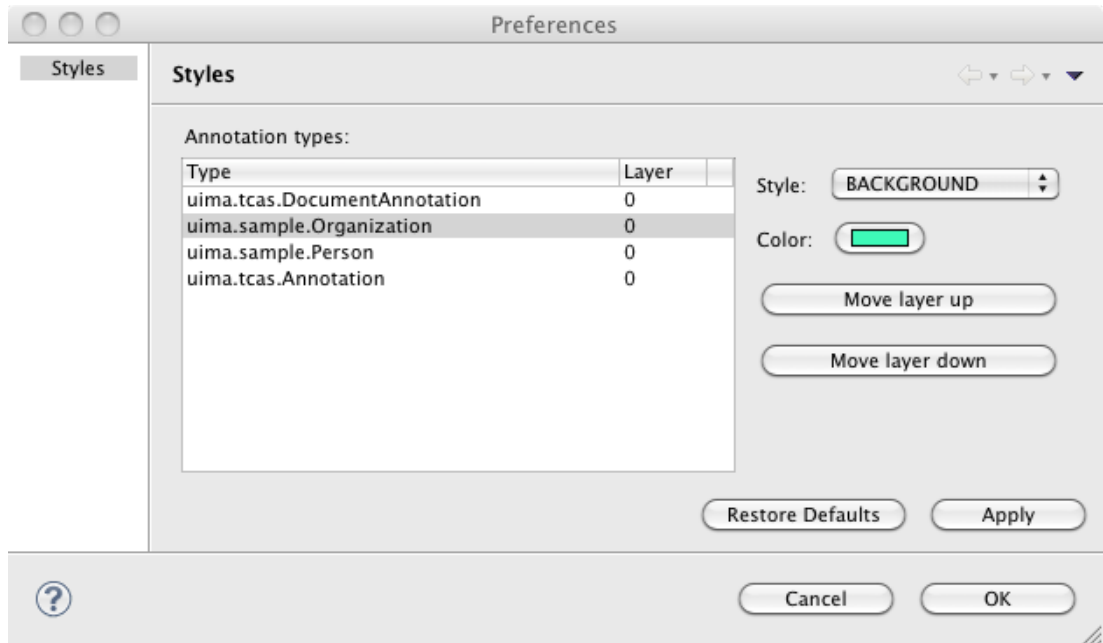 Preferences
Styles
Styles
Annotation types:
Type Layer
uima.tcas.DocumentAnnotation 0
uima.sample.Organization 0
uima.sample.Person 0
uima.tcas.Annotation 0
Style: BACKGROUND
Color:
Move layer up
Move layer down
Restore Defaults Apply
? Cancel OK